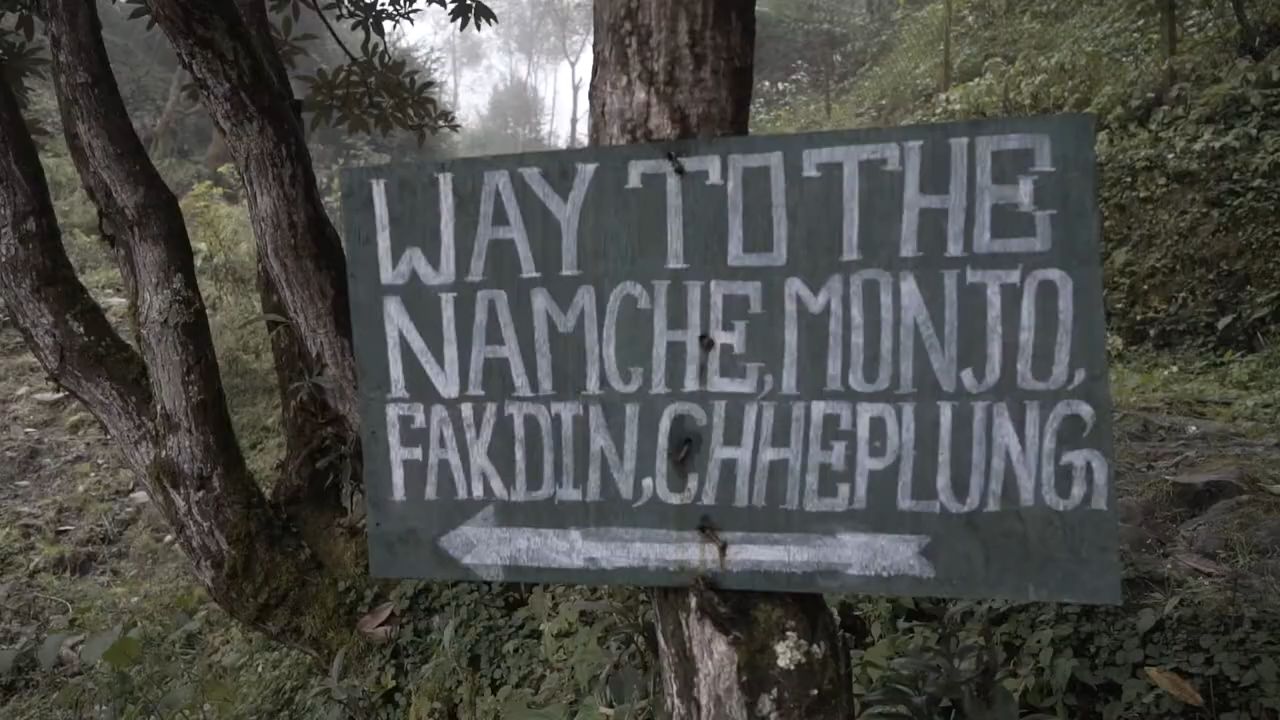 WAY TO THE
NAMCHE, MONJO,
FAKDIN, CHHEPLUNG